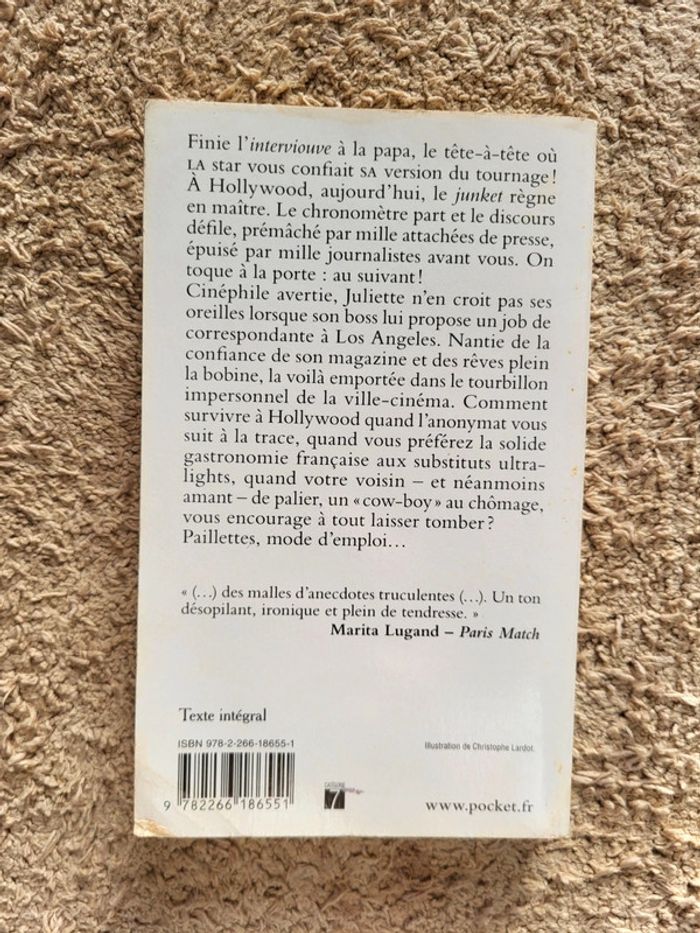 Finie l'interviouve à la papa, le tête-à-tête où
LA star vous confiait SA version du tournage !
À Hollywood, aujourd'hui, le junket règne
en maître. Le chronomètre part et le discours
défile, prémâché par mille attachées de presse,
épuisé par mille journalistes avant vous. On
toque à la porte : au suivant !
Cinéphile avertie, Juliette n'en croit pas ses
oreilles lorsque son boss lui propose un job de
correspondante à Los Angeles. Nantie de la
confiance de son magazine et des rêves plein
la bobine, la voilà emportée dans le tourbillon
impersonnel de la ville-cinéma. Comment
survivre à Hollywood quand l'anonymat vous
suit à la trace, quand vous préférez la solide
gastronomie française aux substituts ultra-
lights, quand votre voisin – et néanmoins
amant – de palier, un «cow-boy» au chômage,
vous encourage à tout laisser tomber ?
Paillettes, mode d'emploi…
« (…) des malles d'anecdotes truculentes (…). Un ton
désopilant, ironique et plein de tendresse. »
Marita Lugand – Paris Match
Texte intégral
ISBN 978-2-266-18655-1
Illustration de Christophe Lardot.
9 782266 186551
CATÉGORIE
7
www.pocket.fr